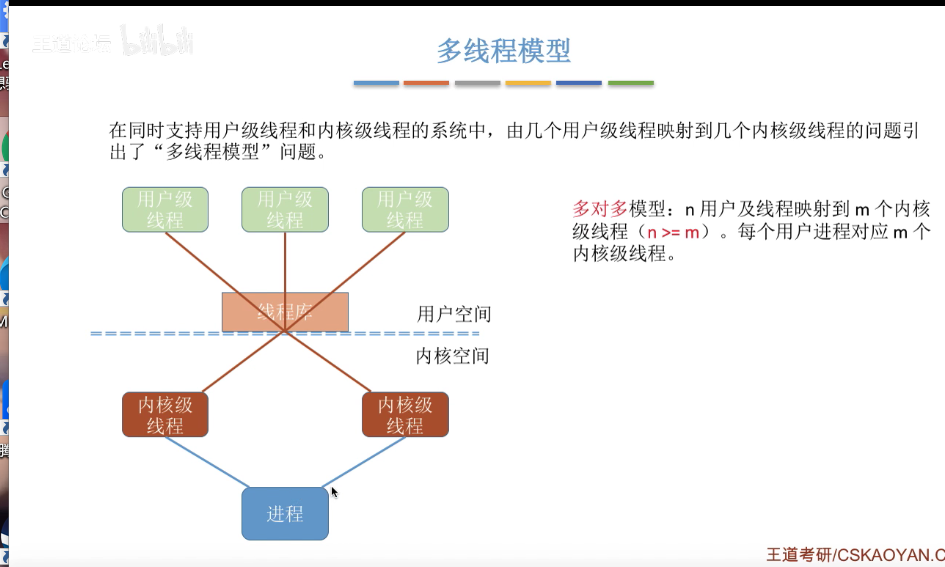 王道论坛 bilibili
多线程模型
在同时支持用户级线程和内核级线程的系统中，由几个用户级线程映射到几个内核级线程的问题引
出了“多线程模型”问题。
用户级
线程
用户级
线程
用户级
线程
多对多模型：n 用户及线程映射到 m 个内核
级线程（n >= m）。每个用户进程对应 m 个
内核级线程。
线程库
用户空间
内核空间
内核级
线程
内核级
线程
进程
王道考研/CSKAOYAN.C